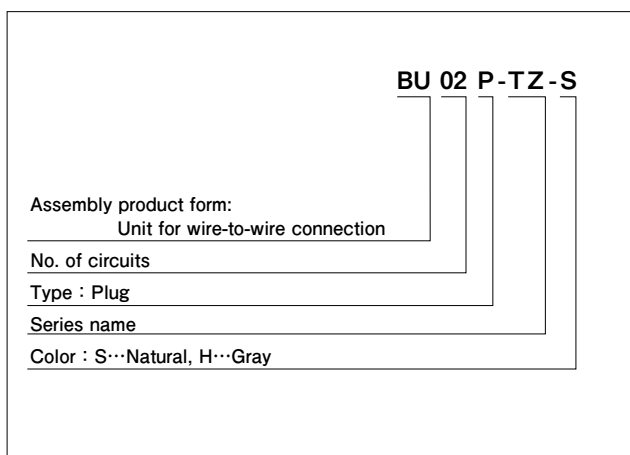 BU 02 P-TZ-S
Assembly product form:
Unit for wire-to-wire connection
No. of circuits
Type：Plug
Series name
Color：S…Natural, H…Gray